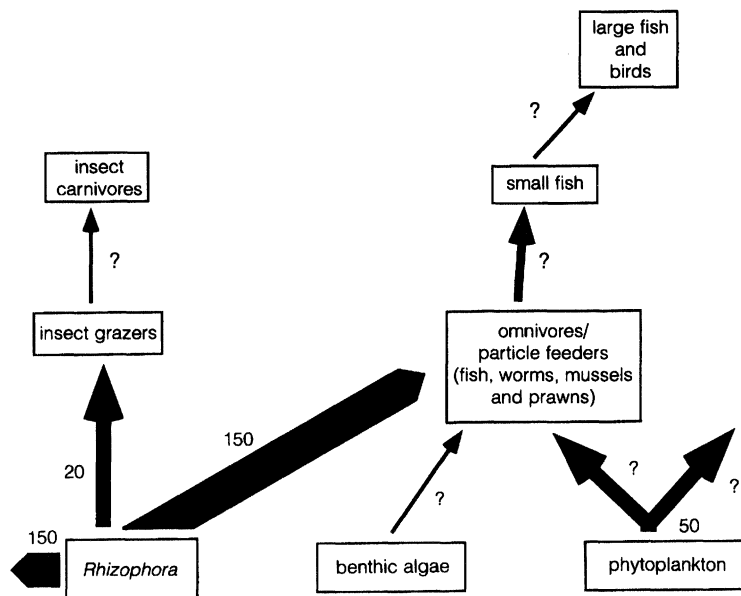 large fish
and
birds
?
insect
carnivores
small fish
?
?
insect grazers
omnivores/
particle feeders
(fish, worms, mussels
and prawns)
150
20
?
?
?
50
150
Rhizophora
benthic algae
phytoplankton